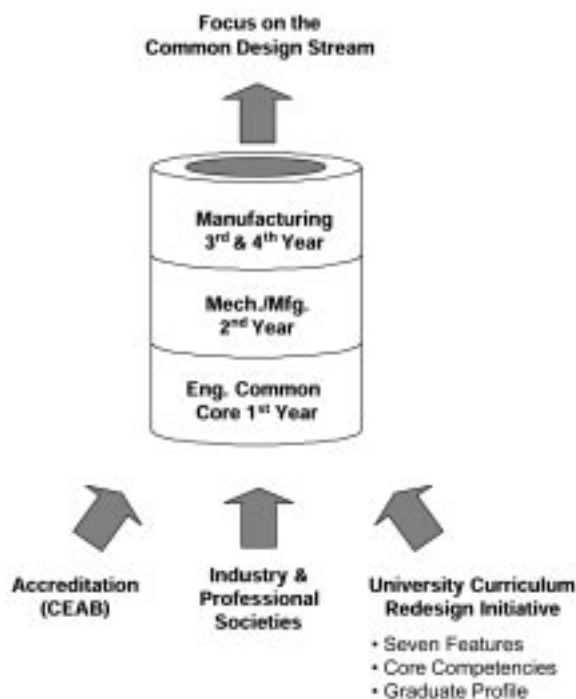 Focus on the
Common Design Stream
Manufacturing
3rd & 4th Year
Mech./Mfg.
2nd Year
Eng. Common
Core 1st Year
Accreditation
(CEAB)
Industry &
Professional
Societies
University Curriculum
Redesign Initiative
• Seven Features
• Core Competencies
• Graduate Profile